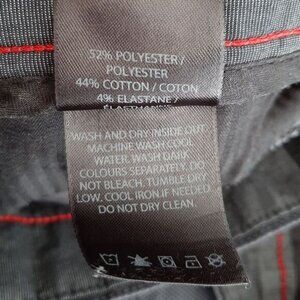 52% POLYESTER /
POLYESTER
44% COTTON / COTON
4% ELASTANE /
ÉLASTHANNE
WASH AND DRY INSIDE OUT.
MACHINE WASH COOL
WATER. WASH DARK
COLOURS SEPARATELY. DO
NOT BLEACH. TUMBLE DRY
LOW. COOL IRON IF NEEDED.
DO NOT DRY CLEAN.